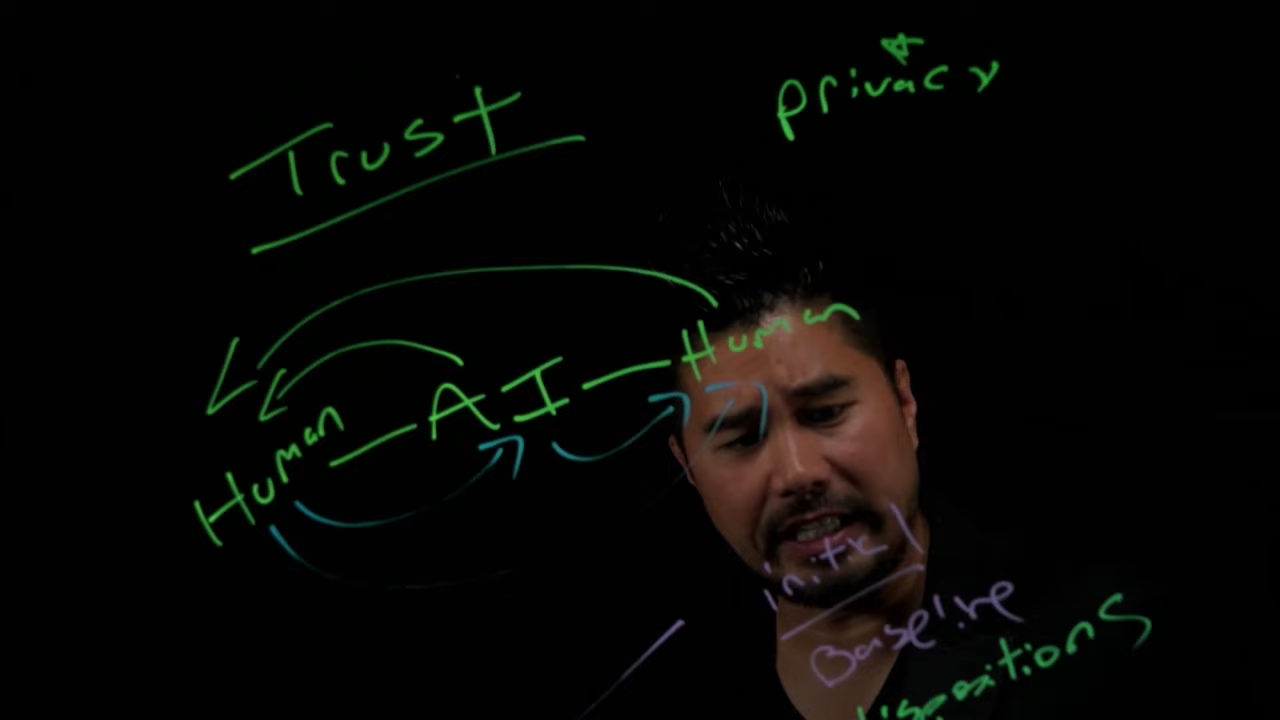 privacy
Trust
Human — AI — Human
initial
Baseline
dispositions